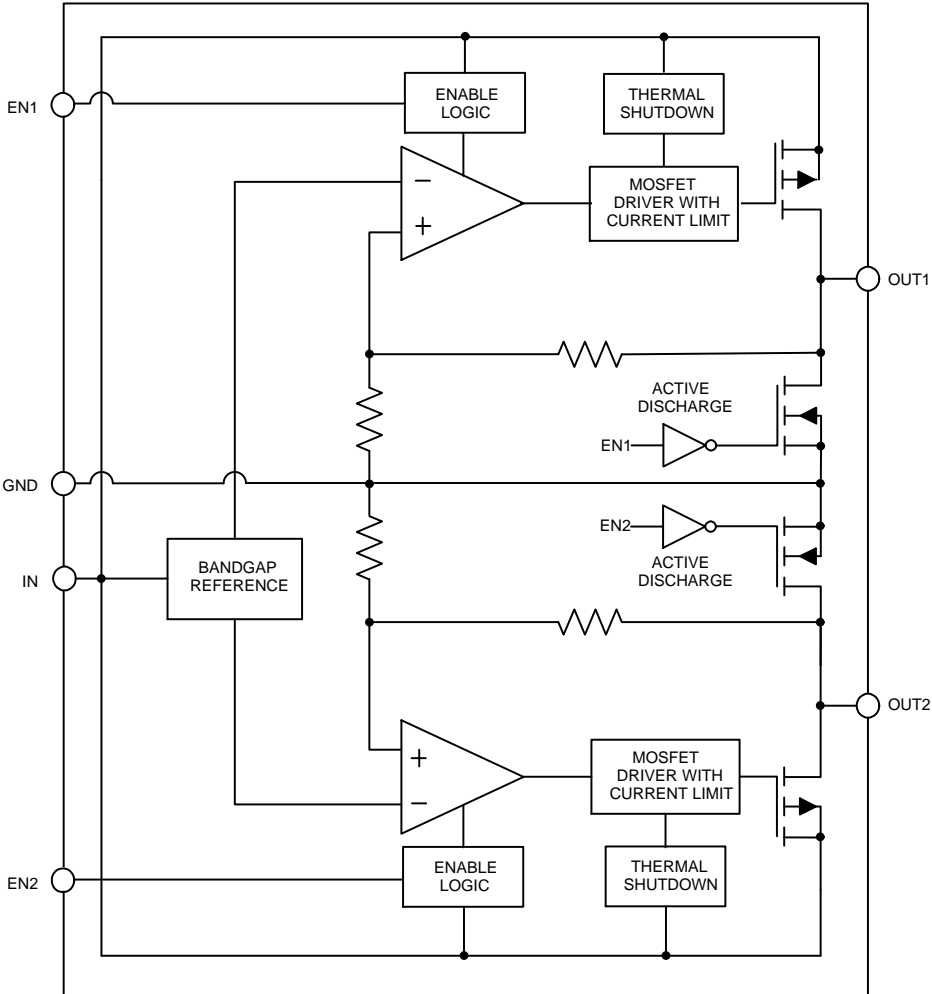 EN1
ENABLE
LOGIC
THERMAL
SHUTDOWN
−
+
MOSFET
DRIVER WITH
CURRENT LIMIT
OUT1
ACTIVE
DISCHARGE
EN1
GND
EN2
ACTIVE
DISCHARGE
IN
BANDGAP
REFERENCE
OUT2
+
−
MOSFET
DRIVER WITH
CURRENT LIMIT
EN2
ENABLE
LOGIC
THERMAL
SHUTDOWN